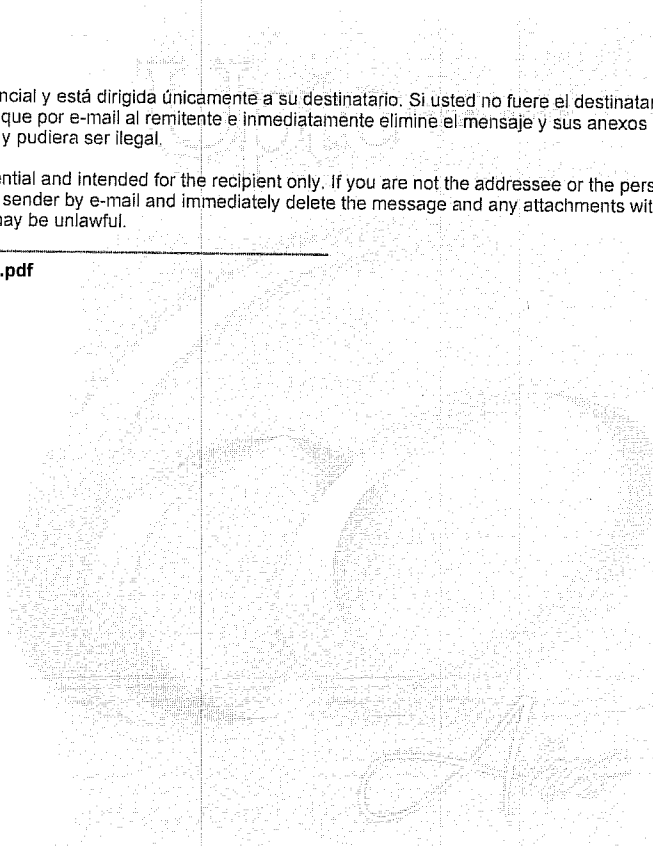 ncial y está dirigida únicamente a su destinatario. Si usted no fuere el destinatar
que por e-mail al remitente e inmediatamente elimine el mensaje y sus anexos
y pudiera ser ilegal.
ential and intended for the recipient only. If you are not the addressee or the pers
sender by e-mail and immediately delete the message and any attachments wit
nay be unlawful.
.pdf